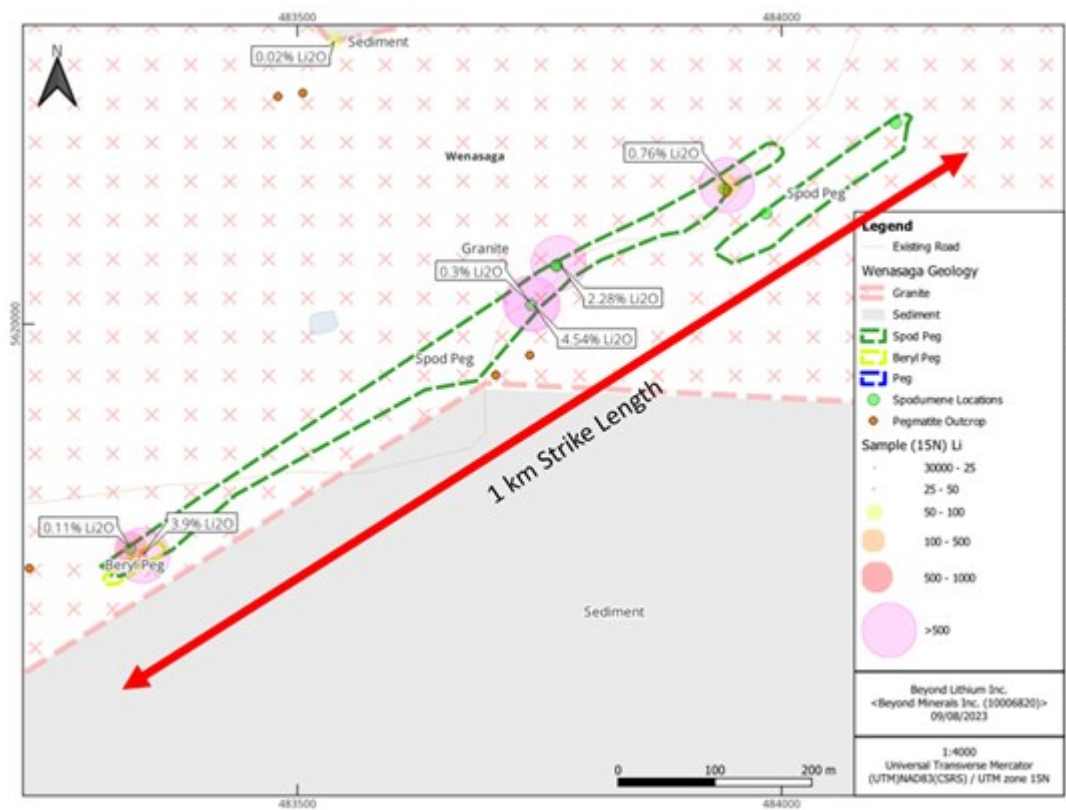 483500
484000
N
Sediment
0.02% Li2O
Wenasaga
0.76% Li2O
Spod Peg
Granite
0.3% Li2O
2.28% Li2O
5620000
4.54% Li2O
Spod Peg
1 km Strike Length
0.11% Li2O
3.9% Li2O
Beryl Peg
Sediment
Legend
Existing Road
Wenasaga Geology
Granite
Sediment
Spod Peg
Beryl Peg
Peg
Spodumene Locations
Pegmatite Outcrop
Sample (15N) Li
30000 - 25
25 - 50
50 - 100
100 - 500
500 - 1000
>500
Beyond Lithium Inc.
<Beyond Minerals Inc. (10006820)>
09/08/2023
1:4000
Universal Transverse Mercator
(UTM)NAD83(CSRS) / UTM zone 15N
0 100 200 m
483500
484000